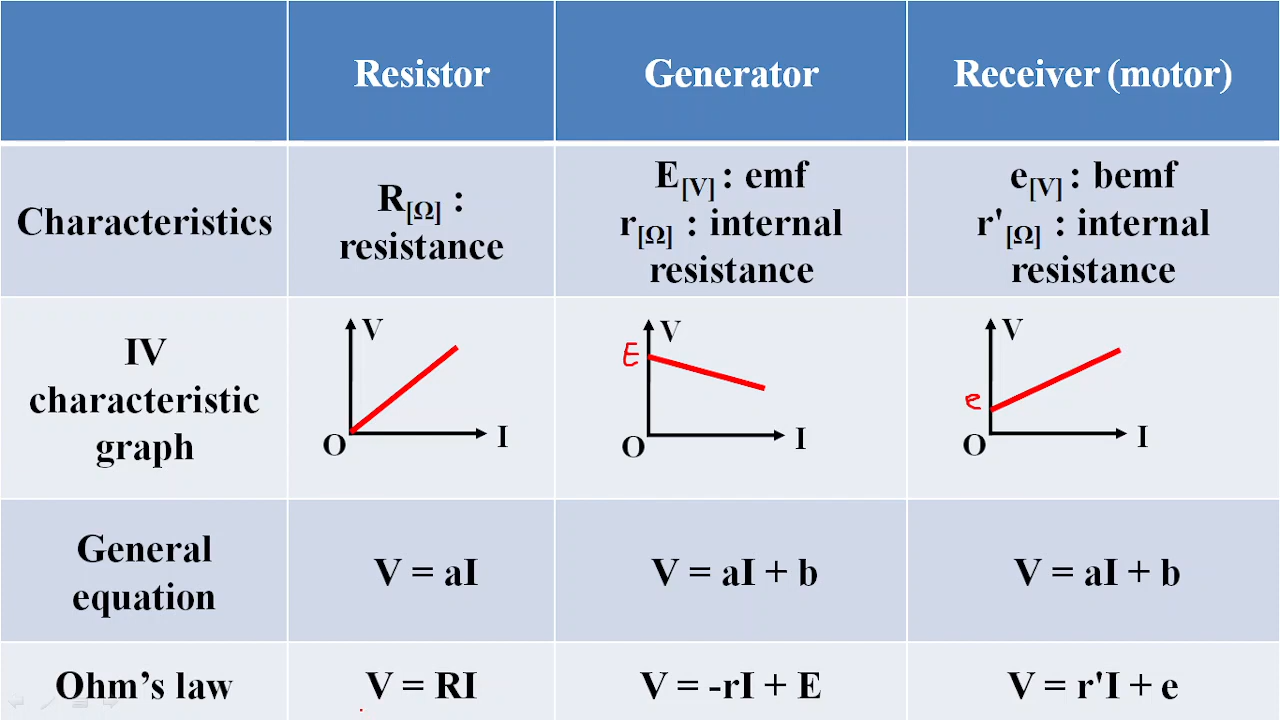 Resistor
Generator
Receiver (motor)
Characteristics
R[Ω] :
resistance
E[V] : emf
r[Ω] : internal
resistance
e[V] : bemf
r'[Ω] : internal
resistance
IV
characteristic
graph
V
O
I
E
V
O
I
e
V
O
I
General
equation
V = aI
V = aI + b
V = aI + b
Ohm’s law
V = RI
V = -rI + E
V = r'I + e